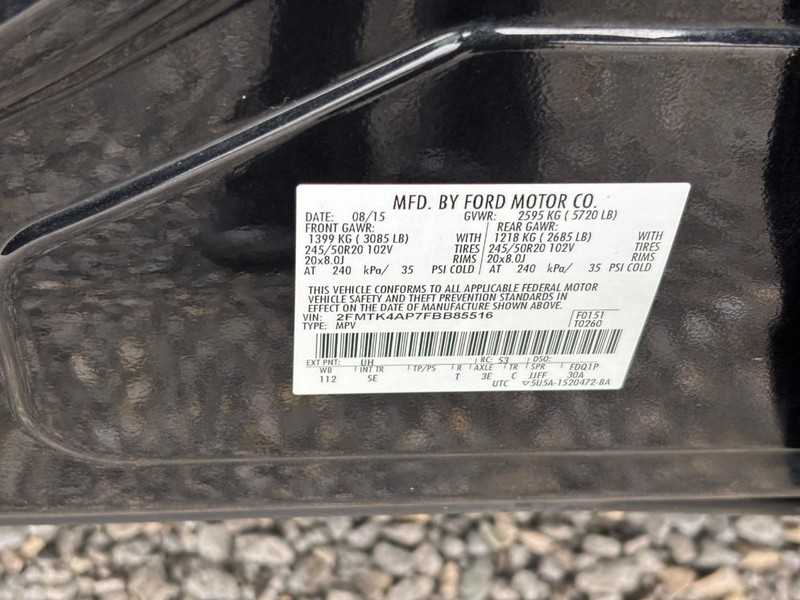 MFD. BY FORD MOTOR CO.
DATE: 08/15 GVWR: 2595 KG ( 5720 LB)
FRONT GAWR: REAR GAWR:
1399 KG ( 3085 LB) WITH 1218 KG ( 2685 LB) WITH
245/50R20 102V TIRES 245/50R20 102V TIRES
20x8.0J RIMS 20x8.0J RIMS
AT 240 kPa/ 35 PSI COLD AT 240 kPa/ 35 PSI COLD
THIS VEHICLE CONFORMS TO ALL APPLICABLE FEDERAL MOTOR
VEHICLE SAFETY AND THEFT PREVENTION STANDARDS IN
EFFECT ON THE DATE OF MANUFACTURE SHOWN ABOVE.
VIN: 2FMTK4AP7FBB85516 F0151
TYPE: MPV T0260
EXT PNT: UH RC: 53 DSO:
WB INT TR TP/PS R AXLE TR SPR FDQ1P
112 SE T 3E C JJFF 30A
UTC ▽5U5A-1520472-BA